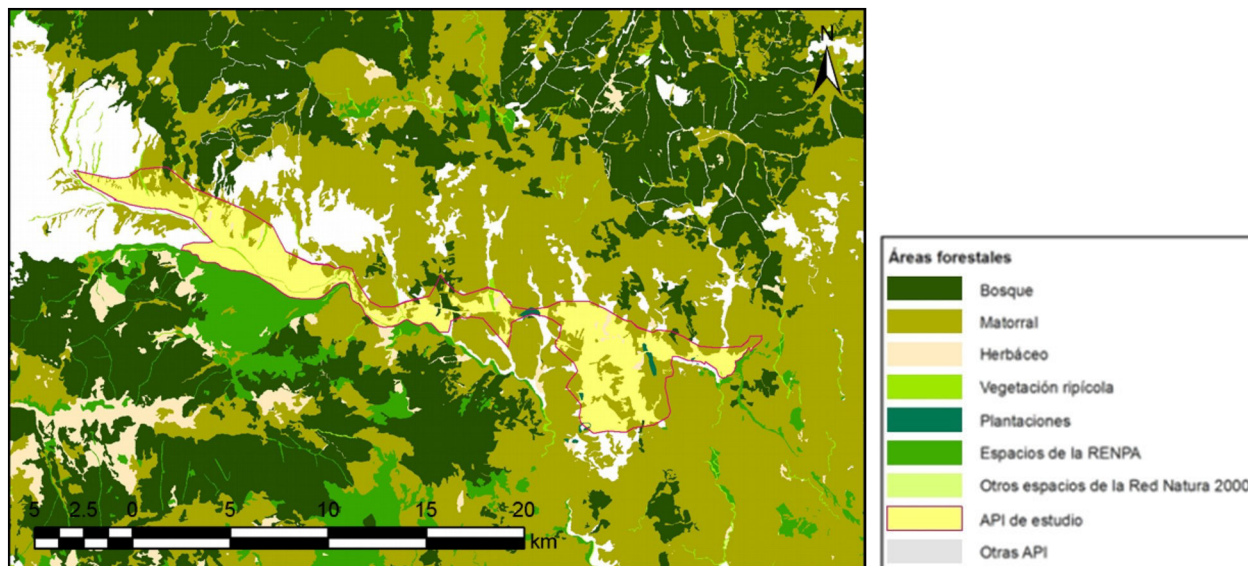 N
5 2.5 0 5 10 15 20
km
Áreas forestales
Bosque
Matorral
Herbáceo
Vegetación ripícola
Plantaciones
Espacios de la RENPA
Otros espacios de la Red Natura 2000
API de estudio
Otras API